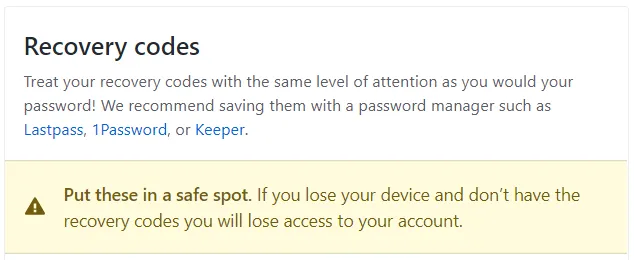 Recovery codes
Treat your recovery codes with the same level of attention as you would your
password! We recommend saving them with a password manager such as
Lastpass, 1Password, or Keeper.
Put these in a safe spot. If you lose your device and don’t have the
recovery codes you will lose access to your account.